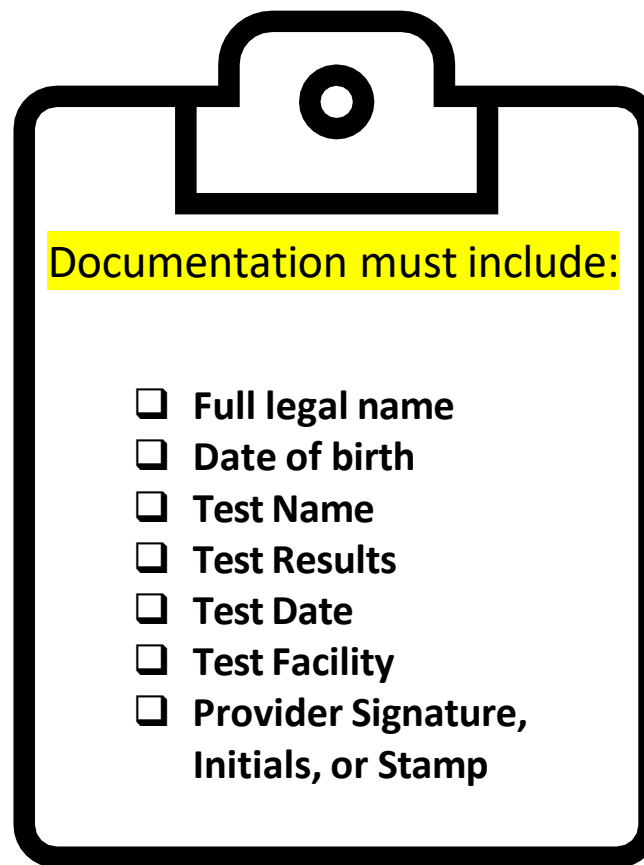 Documentation must include:
❑ Full legal name
❑ Date of birth
❑ Test Name
❑ Test Results
❑ Test Date
❑ Test Facility
❑ Provider Signature,
Initials, or Stamp